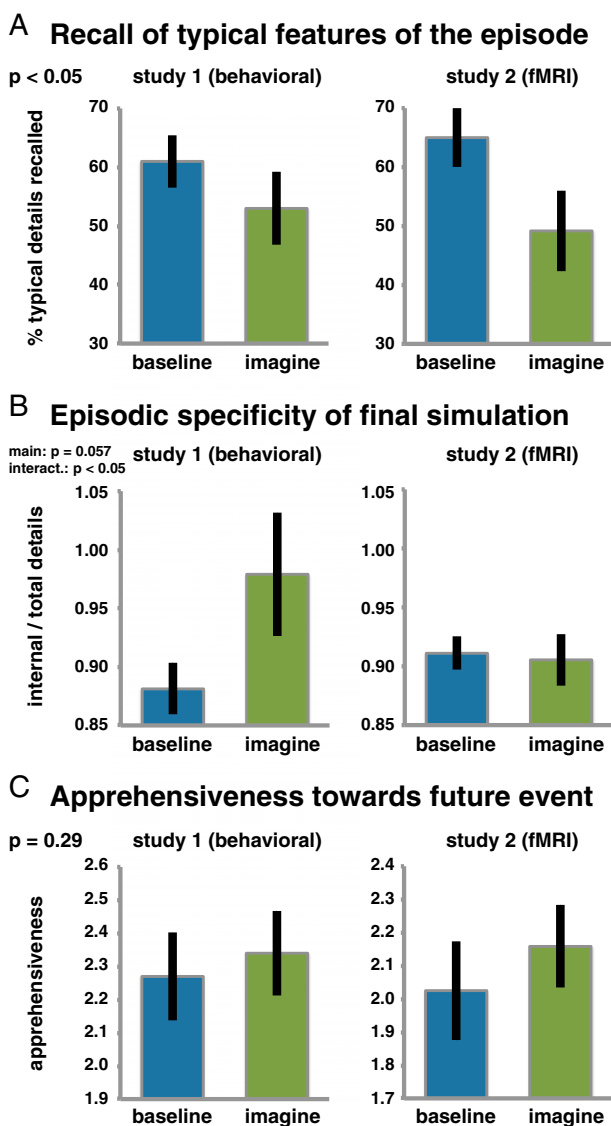 A Recall of typical features of the episode
p < 0.05 study 1 (behavioral) study 2 (fMRI)
% typical details recalled
70 70
60 60
50 50
40 40
30 30
baseline imagine baseline imagine
B Episodic specificity of final simulation
main: p = 0.057
interact.: p < 0.05
study 1 (behavioral) study 2 (fMRI)
internal / total details
1.05 1.05
1.00 1.00
0.95 0.95
0.90 0.90
0.85 0.85
baseline imagine baseline imagine
C Apprehensiveness towards future event
p = 0.29 study 1 (behavioral) study 2 (fMRI)
apprehensiveness
2.6 2.4
2.5 2.3
2.4 2.2
2.3 2.1
2.2 2.0
2.1 1.9
2.0 1.8
1.9 1.7
baseline imagine baseline imagine